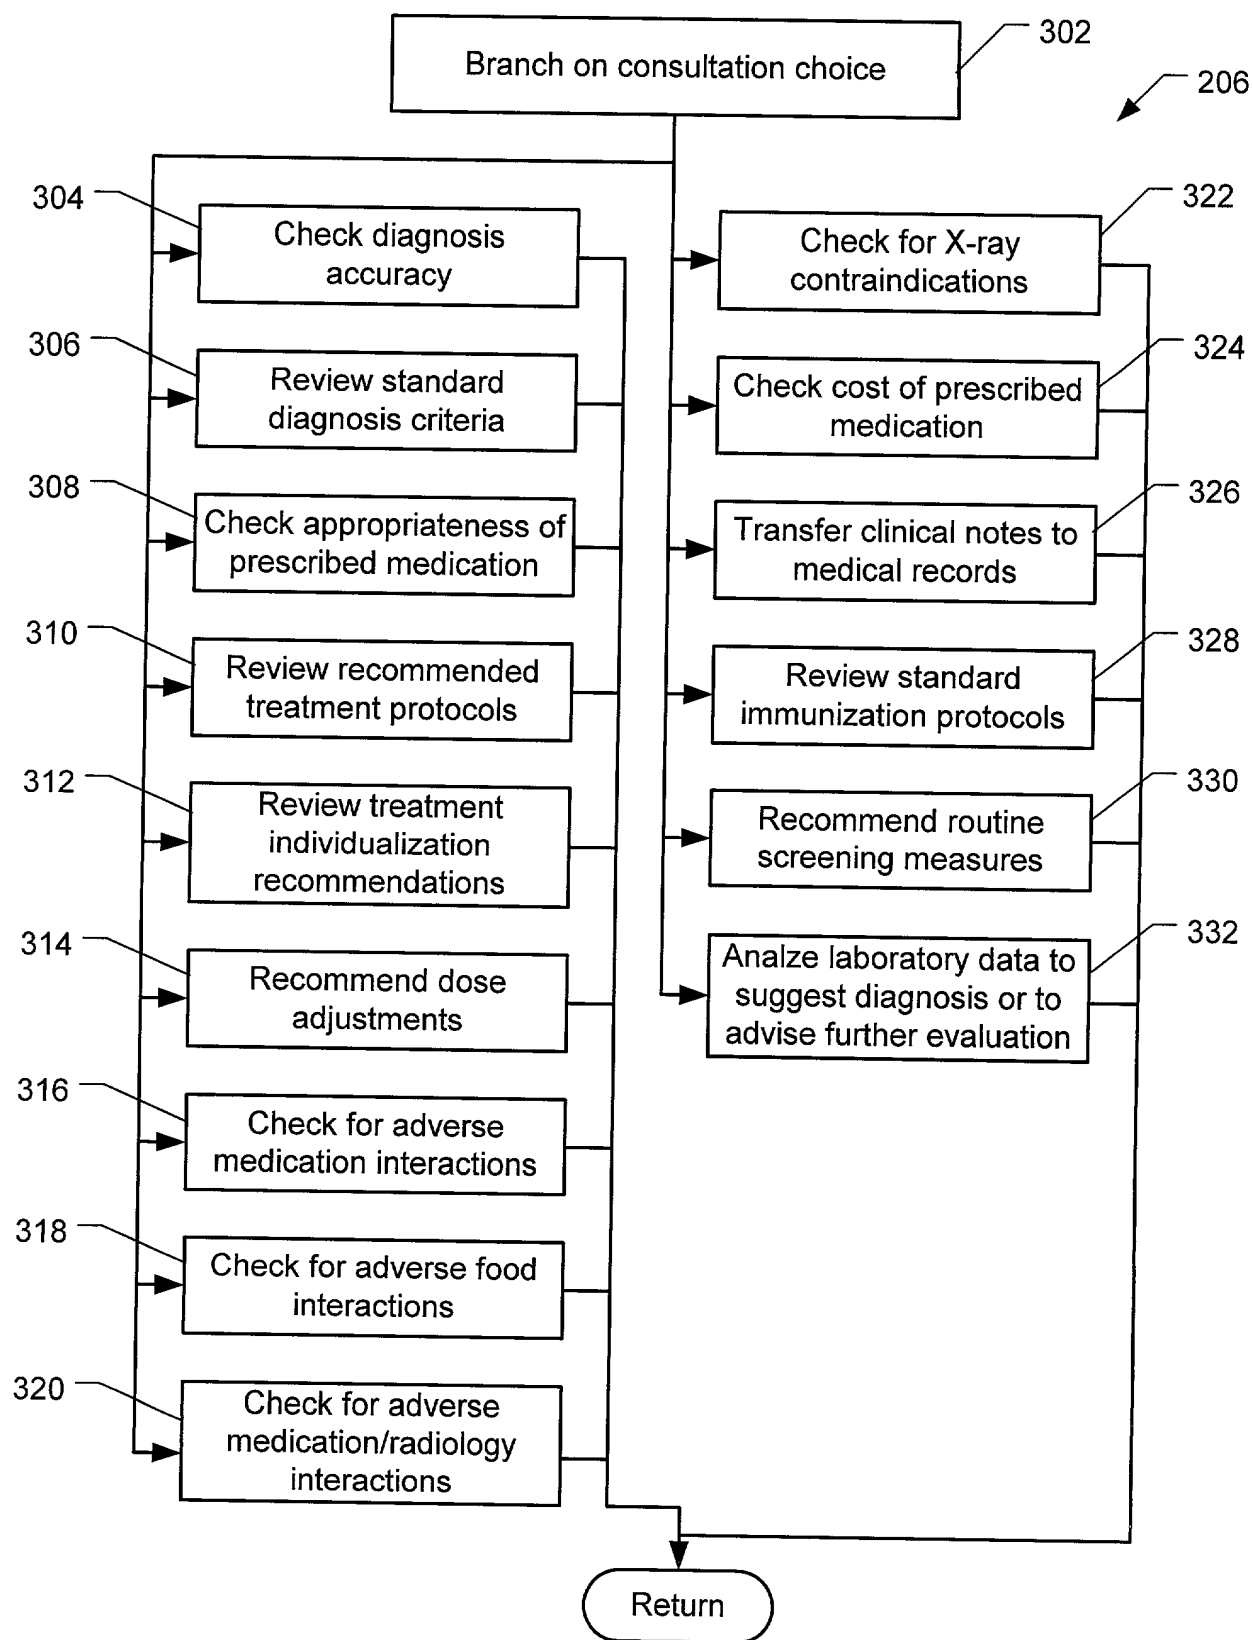 Branch on consultation choice
302
206
304
Check diagnosis
accuracy
306
Review standard
diagnosis criteria
308
Check appropriateness of
prescribed medication
310
Review recommended
treatment protocols
312
Review treatment
individualization
recommendations
314
Recommend dose
adjustments
316
Check for adverse
medication interactions
318
Check for adverse food
interactions
320
Check for adverse
medication/radiology
interactions
322
Check for X-ray
contraindications
324
Check cost of prescribed
medication
326
Transfer clinical notes to
medical records
328
Review standard
immunization protocols
330
Recommend routine
screening measures
332
Analze laboratory data to
suggest diagnosis or to
advise further evaluation
Return